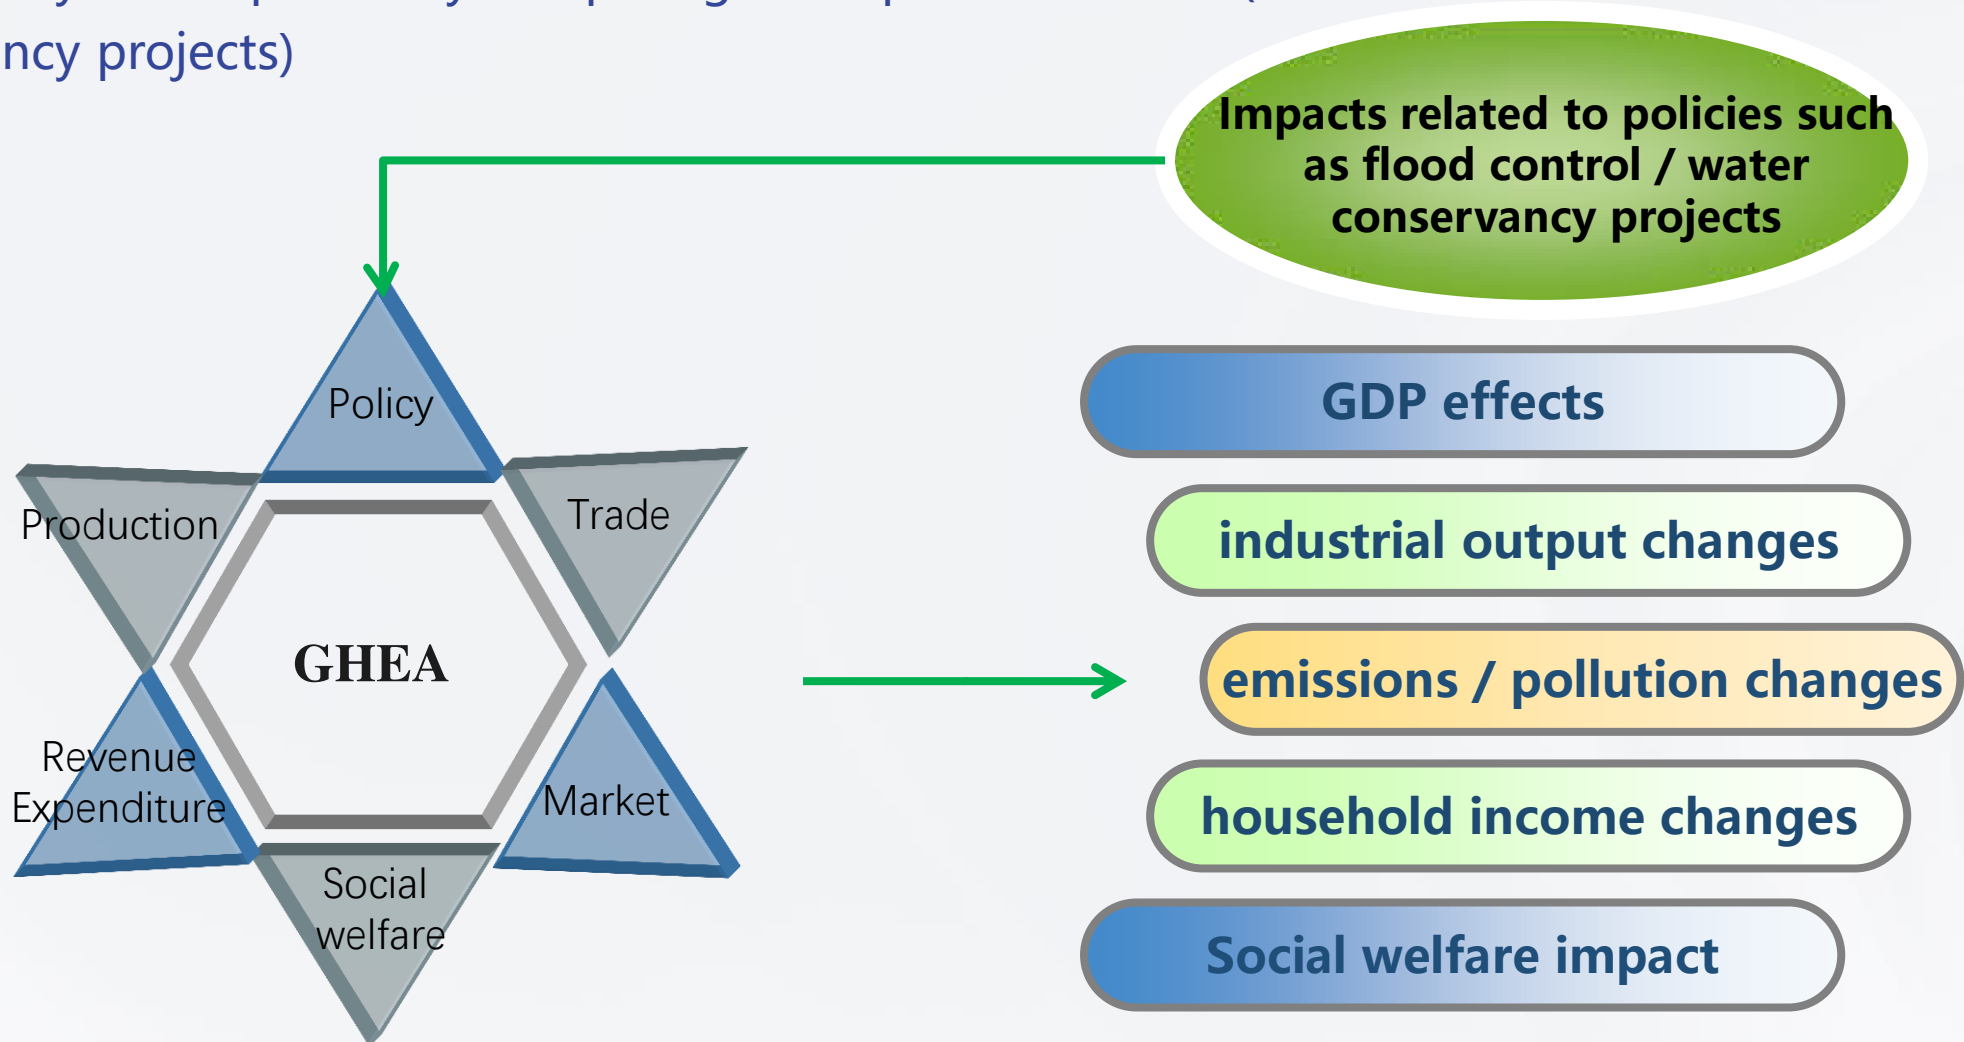 ncy projects)
Impacts related to policies such
as flood control / water
conservancy projects
Policy
Production
Trade
GHEA
Revenue
Expenditure
Market
Social
welfare
GDP effects
industrial output changes
emissions / pollution changes
household income changes
Social welfare impact